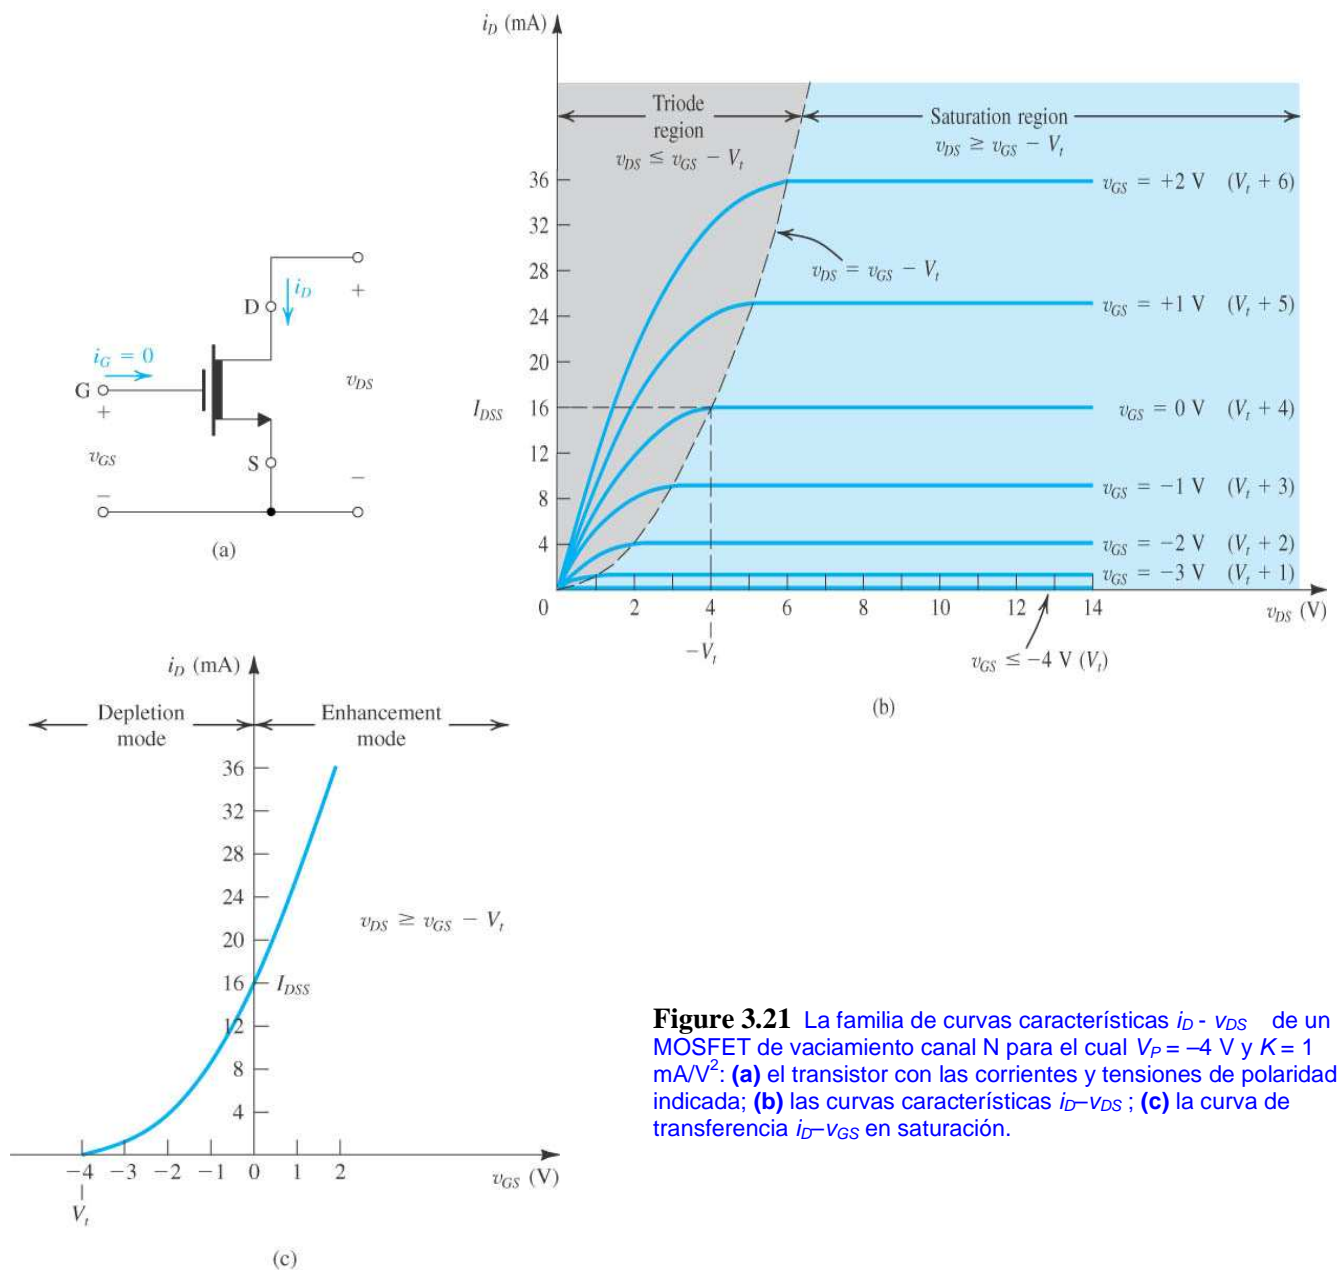 i_D (mA)
Triode
region
v_DS ≤ v_GS − V_t
Saturation region
v_DS ≥ v_GS − V_t
36
32
28
24
20
I_DSS
16
12
8
4
v_DS = v_GS − V_t
v_GS = +2 V (V_t + 6)
v_GS = +1 V (V_t + 5)
v_GS = 0 V (V_t + 4)
v_GS = −1 V (V_t + 3)
v_GS = −2 V (V_t + 2)
v_GS = −3 V (V_t + 1)
0 2 4 6 8 10 12 14
v_DS (V)
−V_t
v_GS ≤ −4 V (V_t)
(b)
D
i_D
+
i_G = 0
G
+
v_DS
v_GS
S
−
−
(a)
i_D (mA)
Depletion
mode
Enhancement
mode
36
32
28
24
20
16
I_DSS
12
8
4
v_DS ≥ v_GS − V_t
−4 −3 −2 −1 0 1 2
v_GS (V)
V_t
(c)
Figure 3.21 La familia de curvas características i_D - v_DS de un
MOSFET de vaciamiento canal N para el cual V_P = −4 V y K = 1
mA/V²: (a) el transistor con las corrientes y tensiones de polaridad
indicada; (b) las curvas características i_D–v_DS ; (c) la curva de
transferencia i_D–v_GS en saturación.